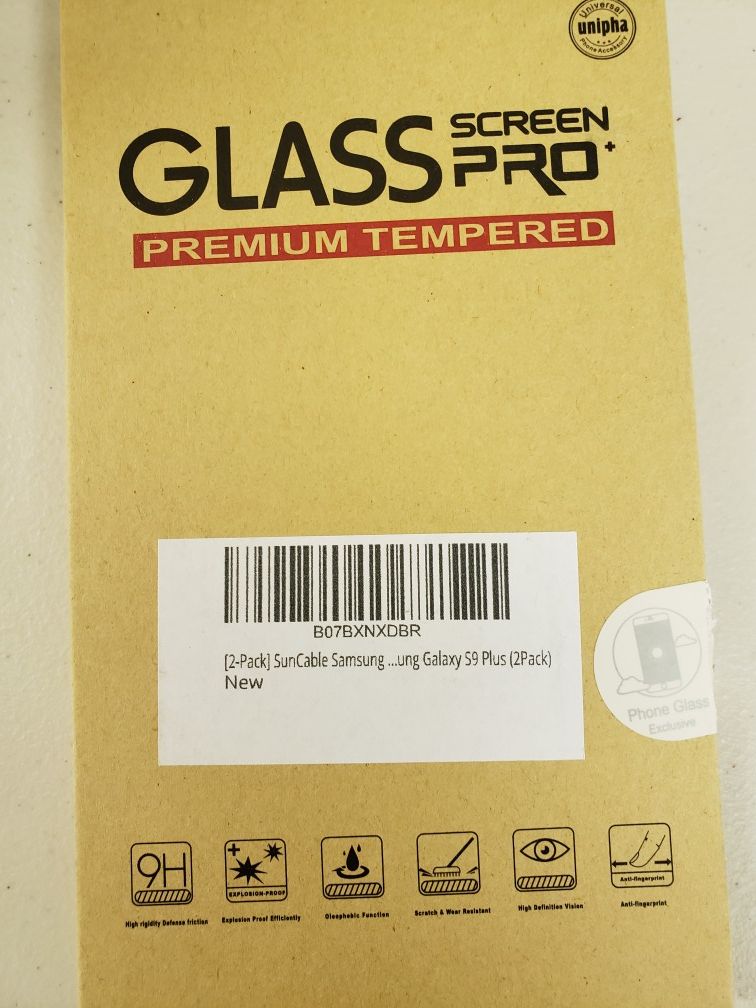 Universal
unipha
Phone Accessory
GLASS SCREEN PRO+
PREMIUM TEMPERED
B07BXNXDBR
[2-Pack] SunCable Samsung ...ung Galaxy S9 Plus (2Pack)
New
Phone Glass
Exclusive
9H
EXPLOSION-PROOF
Anti-fingerprint
High rigidity Defense friction
Explosion Proof Efficiently
Oleophobic Function
Scratch & Wear Resistant
High Definition Vision
Anti-fingerprint